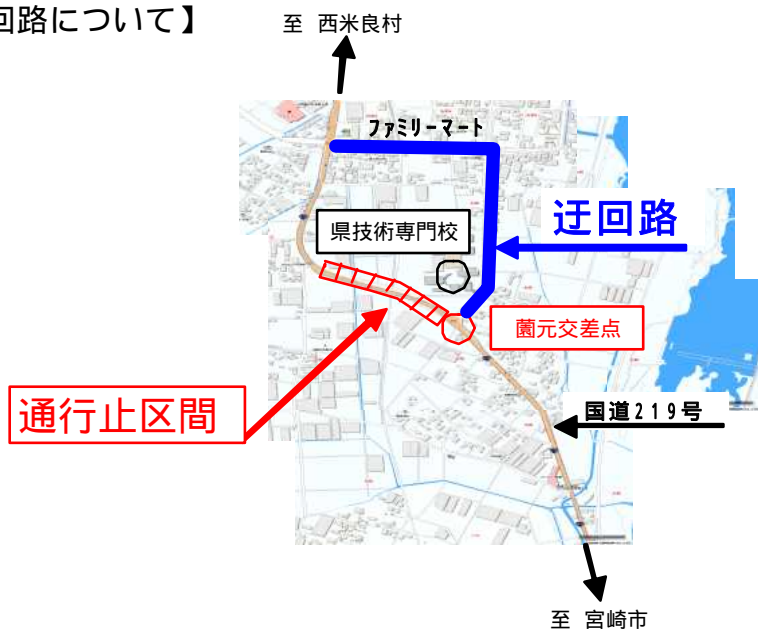 回路について】
至 西米良村
ファミリーマート
迂回路
県技術専門校
薗元交差点
通行止区間
国道219号
至 宮崎市